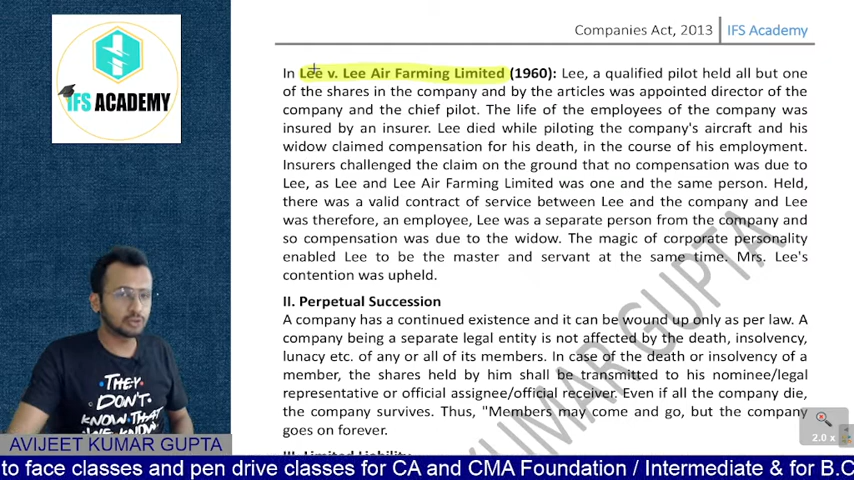 Companies Act, 2013 | IFS Academy
IFS ACADEMY
In Lee v. Lee Air Farming Limited (1960): Lee, a qualified pilot held all but one
of the shares in the company and by the articles was appointed director of the
company and the chief pilot. The life of the employees of the company was
insured by an insurer. Lee died while piloting the company's aircraft and his
widow claimed compensation for his death, in the course of his employment.
Insurers challenged the claim on the ground that no compensation was due to
Lee, as Lee and Lee Air Farming Limited was one and the same person. Held,
there was a valid contract of service between Lee and the company and Lee
was therefore, an employee, Lee was a separate person from the company and
so compensation was due to the widow. The magic of corporate personality
enabled Lee to be the master and servant at the same time. Mrs. Lee's
contention was upheld.
II. Perpetual Succession
A company has a continued existence and it can be wound up only as per law. A
company being a separate legal entity is not affected by the death, insolvency,
lunacy etc. of any or all of its members. In case of the death or insolvency of a
member, the shares held by him shall be transmitted to his nominee/legal
representative or official assignee/official receiver. Even if all the company die,
the company survives. Thus, "Members may come and go, but the company
goes on forever.
III. Limited Liability
KUMAR GUPTA
THEY
DON'T
KNOW THAT
2.0 x
AVIJEET KUMAR GUPTA
to face classes and pen drive classes for CA and CMA Foundation / Intermediate & for B.C